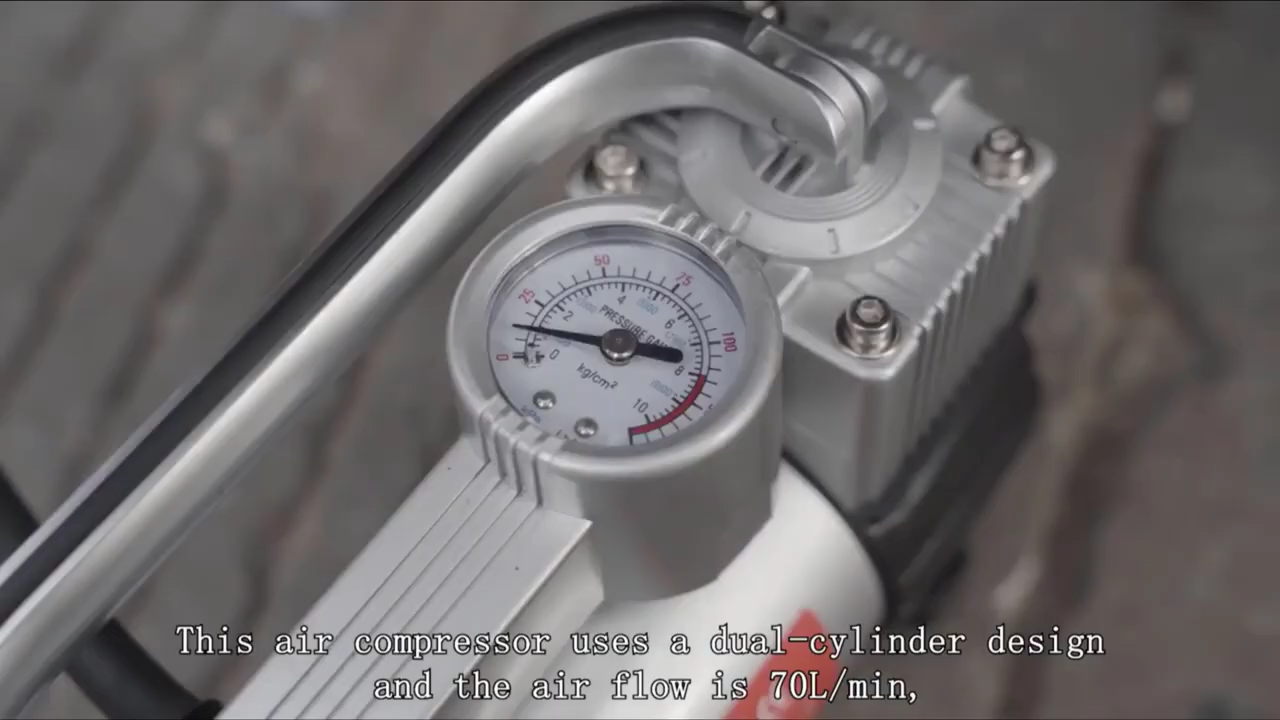 50
75
25
4
100
2
6
PRESSURE
0
0
8
kg/cm²
10
This air compressor uses a dual-cylinder design
and the air flow is 70L/min,